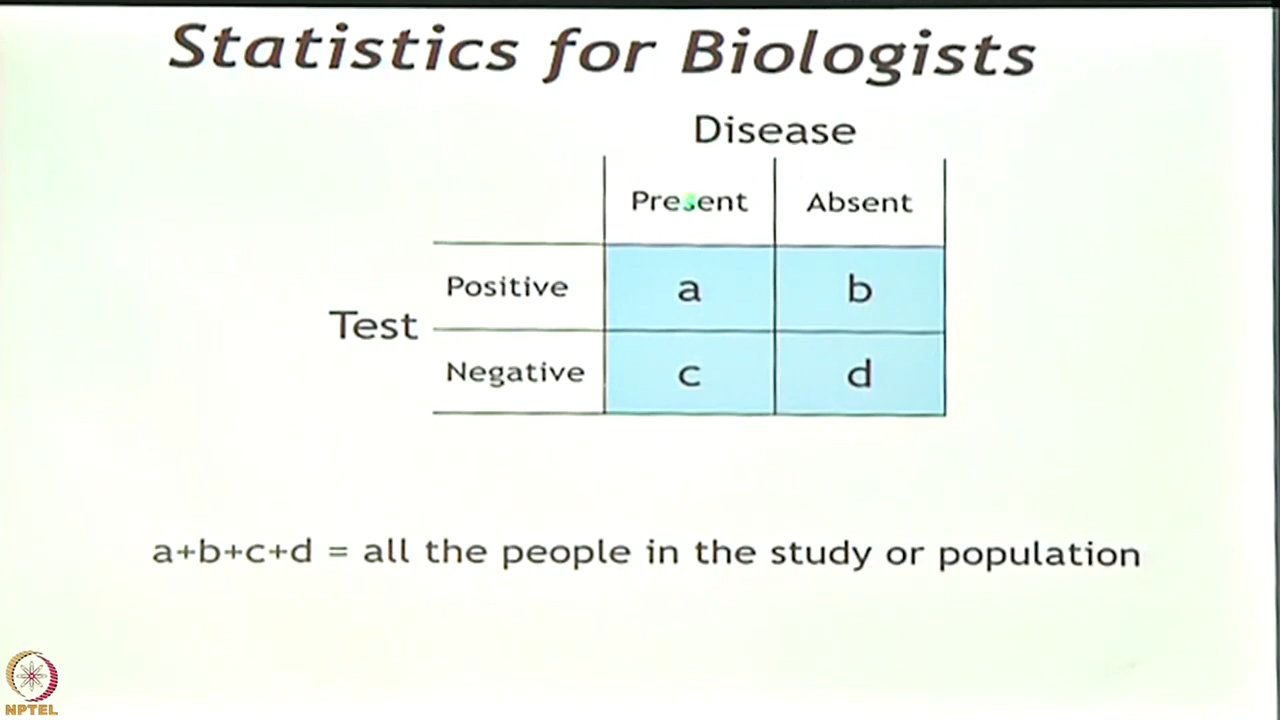 Statistics for Biologists
Disease
Present Absent
Positive a b
Test
Negative c d
a+b+c+d = all the people in the study or population
NPTEL